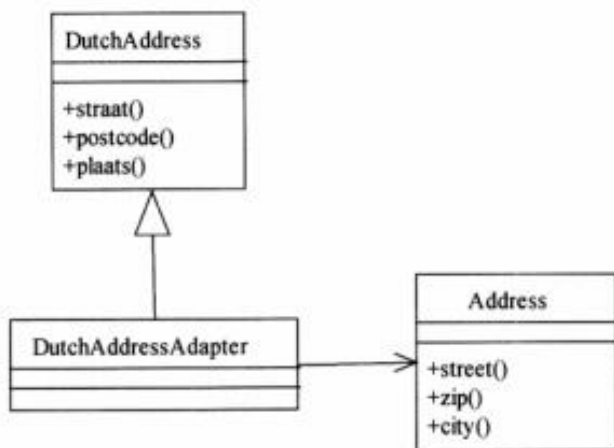 DutchAddress
+straat()
+postcode()
+plaats()
DutchAddressAdapter
Address
+street()
+zip()
+city()